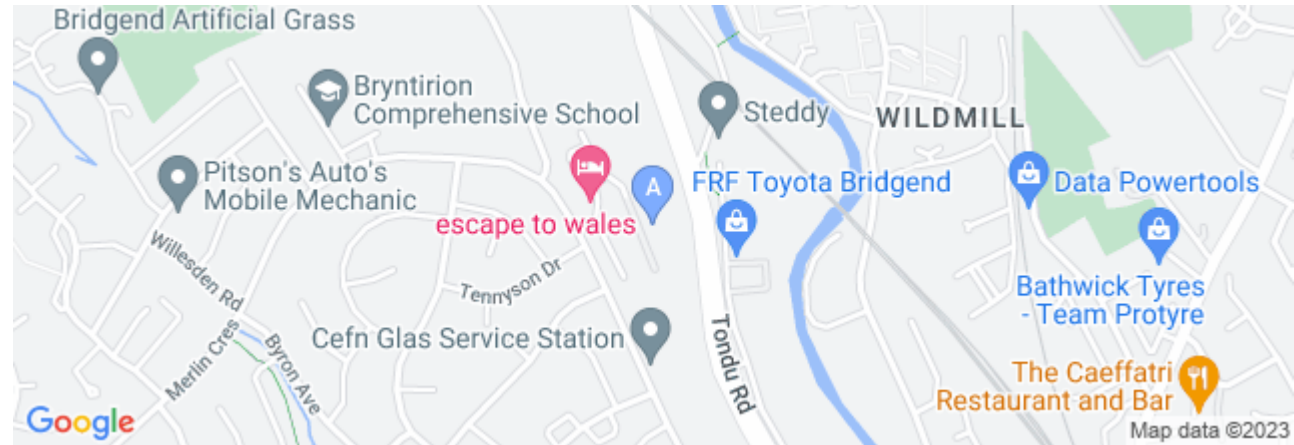 Bridgend Artificial Grass
Bryntirion
Comprehensive School
Steddy
WILDMILL
Pitson's Auto's
Mobile Mechanic
A
FRF Toyota Bridgend
Data Powertools
escape to wales
Willesden Rd
Tennyson Dr
Bathwick Tyres
- Team Protyre
Cefn Glas Service Station
Tondu Rd
Merlin Cres
Byron Ave
The Caeffatri
Restaurant and Bar
Google
Map data ©2023